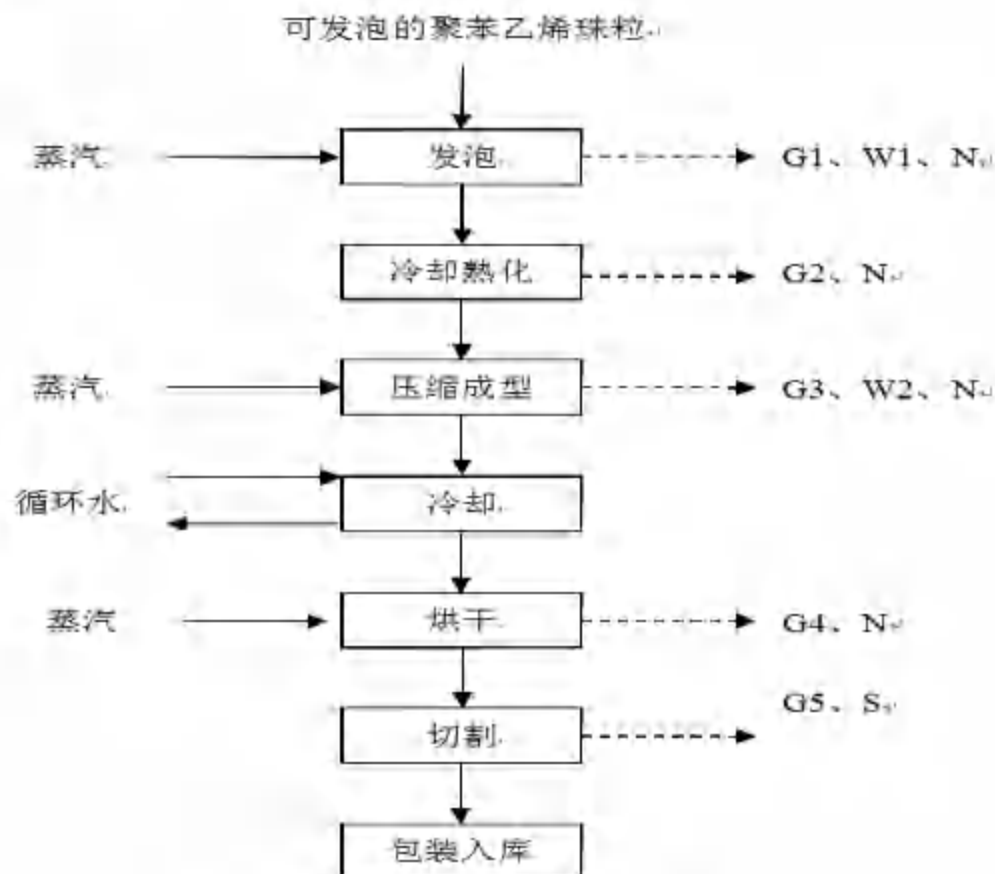 可发泡的聚苯乙烯珠粒
蒸汽 发泡 G1、W1、N
冷却熟化 G2、N
蒸汽 压缩成型 G3、W2、N
循环水 冷却
蒸汽 烘干 G4、N
G5、S
切割
包装入库